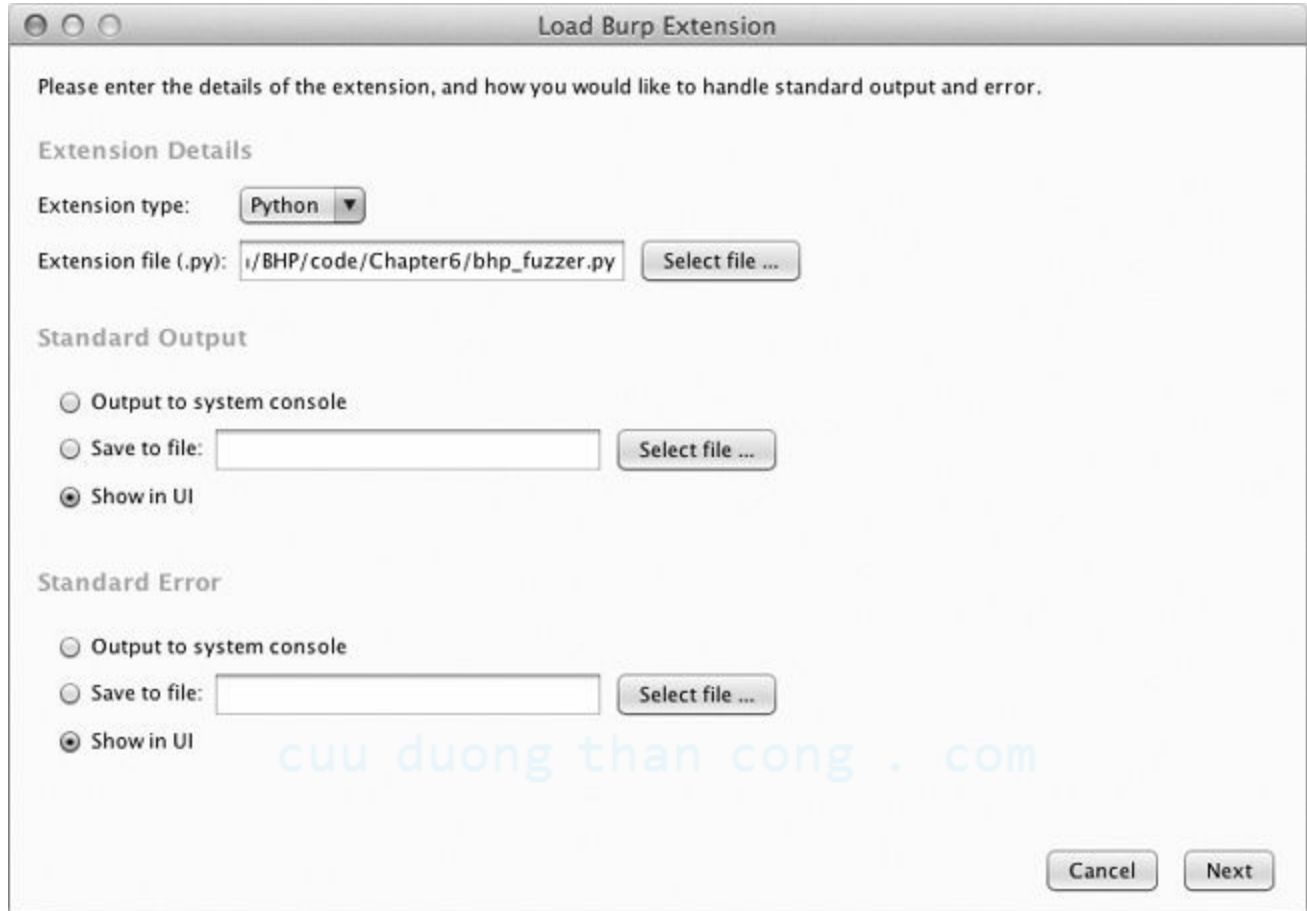 Load Burp Extension
Please enter the details of the extension, and how you would like to handle standard output and error.
Extension Details
Extension type: Python
Extension file (.py): /BHP/code/Chapter6/bhp_fuzzer.py Select file ...
Standard Output
Output to system console
Save to file: Select file ...
Show in UI
Standard Error
Output to system console
Save to file: Select file ...
Show in UI
cuu duong than cong . com
Cancel Next